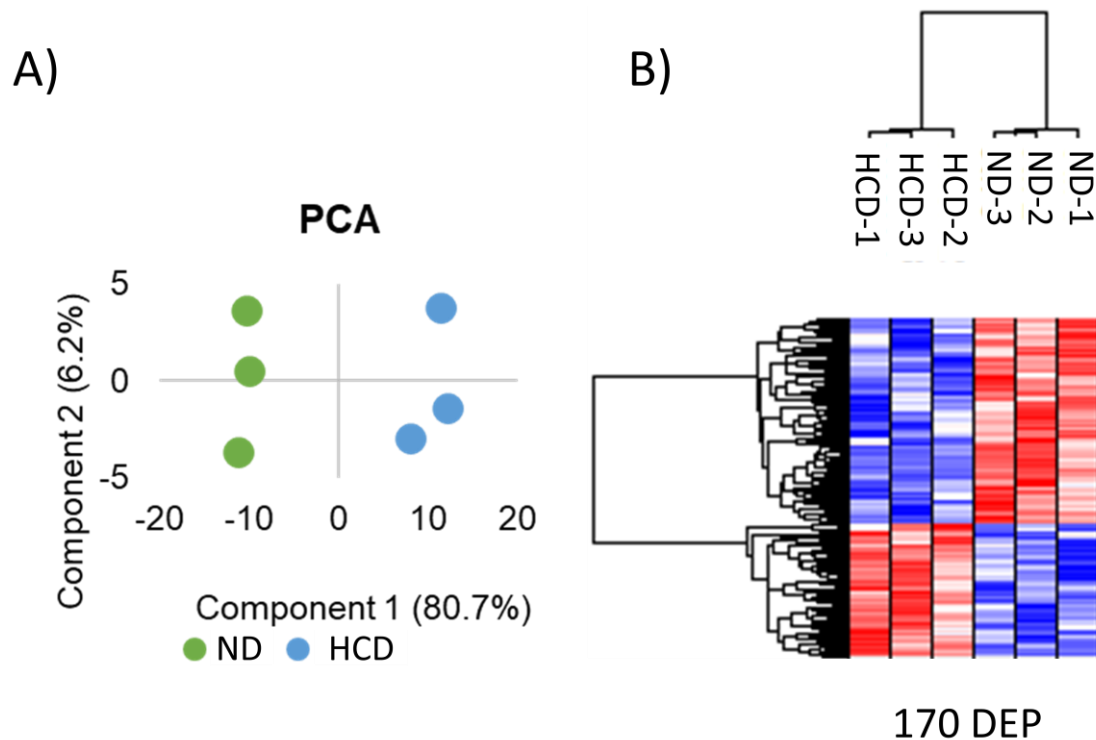 A)
PCA
5
0
-5
-20 -10 0 10 20
Component 2 (6.2%)
Component 1 (80.7%)
ND HCD
B)
HCD-1
HCD-3
HCD-2
ND-3
ND-2
ND-1
170 DEP